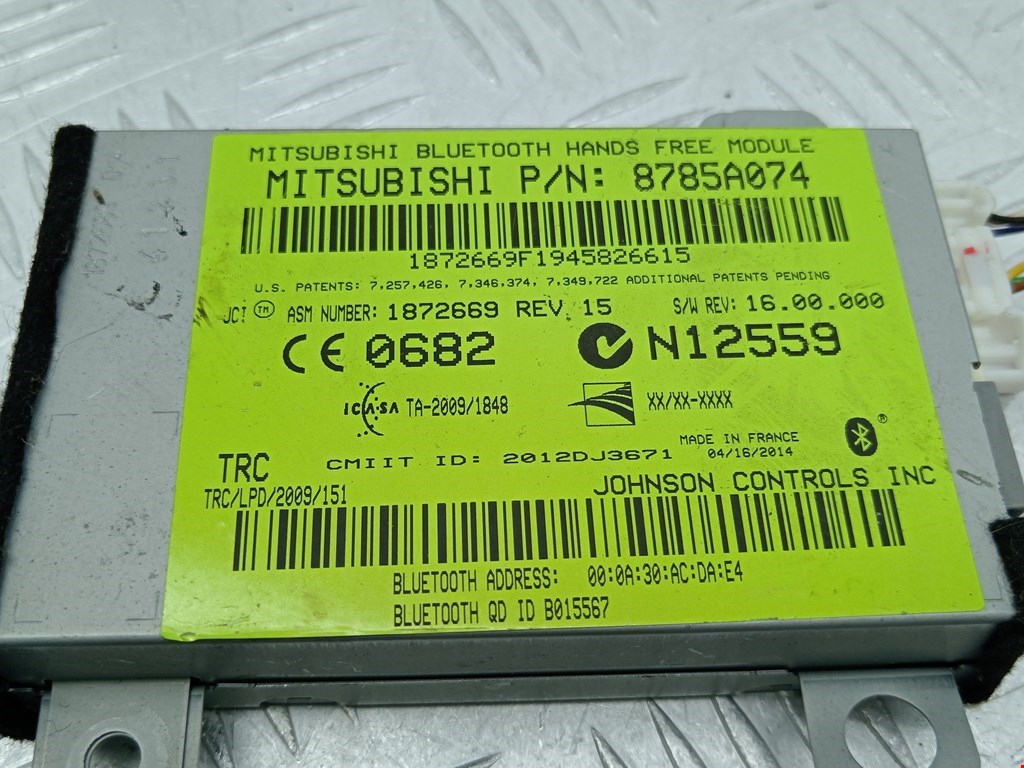 MITSUBISHI BLUETOOTH HANDS FREE MODULE
MITSUBISHI P/N: 8785A074
1872669F1945826615
U.S. PATENTS: 7,257,426, 7,346,374, 7,349,722 ADDITIONAL PATENTS PENDING
JCI TM ASM NUMBER: 1872669 REV. 15 S/W REV: 16.00.000
CE 0682 N12559
ICASA TA-2009/1848 XX/XX-XXXX
MADE IN FRANCE
TRC CMIIT ID: 2012DJ3671 04/16/2014
TRC/LPD/2009/151 JOHNSON CONTROLS INC
BLUETOOTH ADDRESS: 00:0A:30:AC:DA:E4
BLUETOOTH QD ID B015567